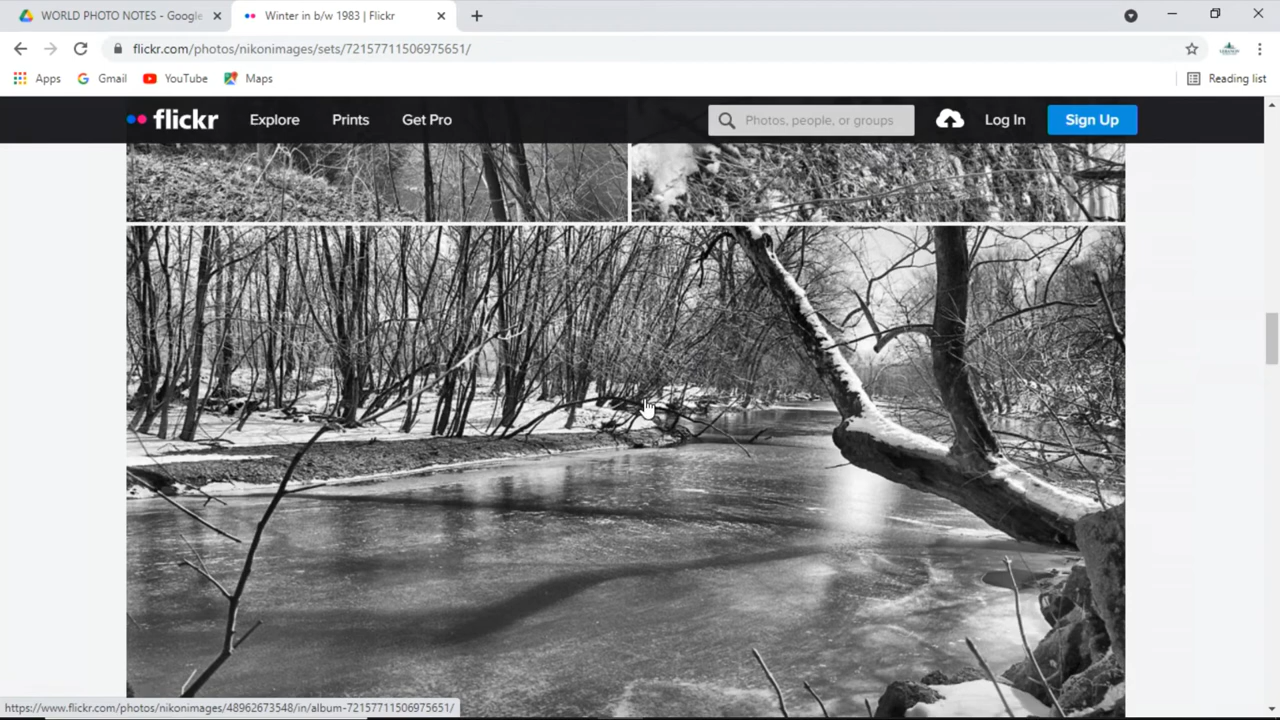 WORLD PHOTO NOTES - Google
Winter in b/w 1983 | Flickr
flickr.com/photos/nikonimages/sets/72157711506975651/
Apps
Gmail
YouTube
Maps
Reading list
flickr
Explore
Prints
Get Pro
Photos, people, or groups
Log In
Sign Up
https://www.flickr.com/photos/nikonimages/48962673548/in/album-72157711506975651/